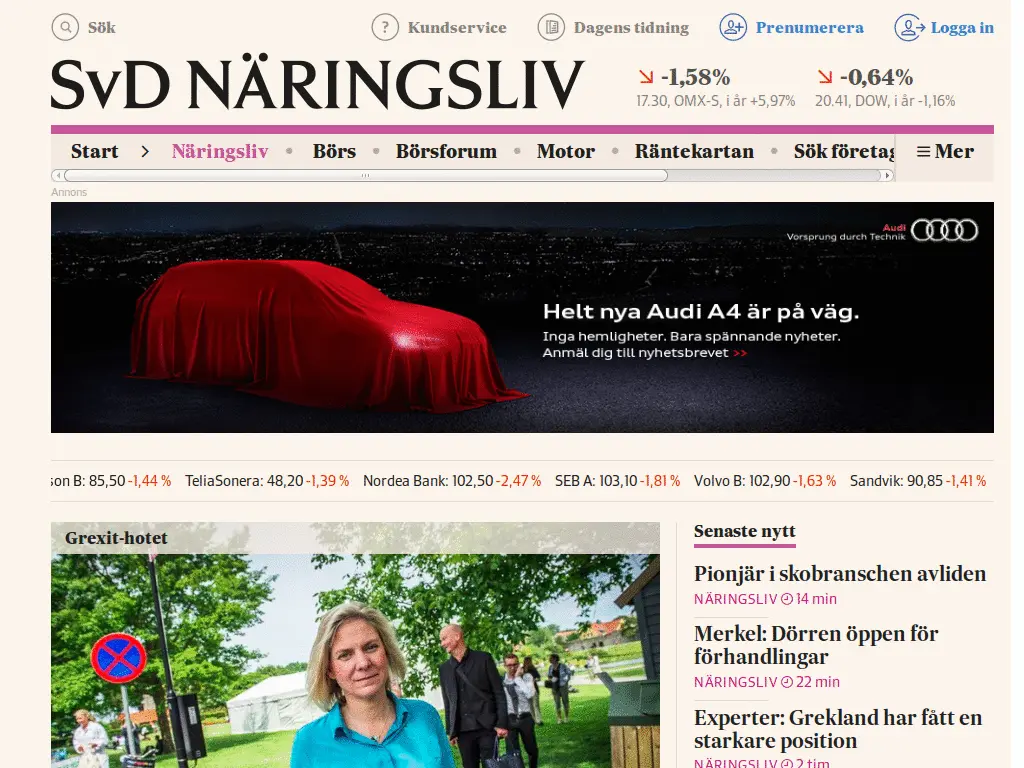 Sök
Kundservice
Dagens tidning
Prenumerera
Logga in
SvD NÄRINGSLIV
-1,58%
17.30, OMX-S, i år +5,97%
-0,64%
20.41, DOW, i år -1,16%
Start
Näringsliv
Börs
Börsforum
Motor
Räntekartan
Sök företag
Mer
Annons
Audi
Vorsprung durch Technik
Helt nya Audi A4 är på väg.
Inga hemligheter. Bara spännande nyheter.
Anmäl dig till nyhetsbrevet >>
son B: 85,50 -1,44 % TeliaSonera: 48,20 -1,39 % Nordea Bank: 102,50 -2,47 % SEB A: 103,10 -1,81 % Volvo B: 102,90 -1,63 % Sandvik: 90,85 -1,41 %
Grexit-hotet
Senaste nytt
Pionjär i skobranschen avliden
NÄRINGSLIV 14 min
Merkel: Dörren öppen för
förhandlingar
NÄRINGSLIV 22 min
Experter: Grekland har fått en
starkare position
NÄRINGSLIV 2 tim